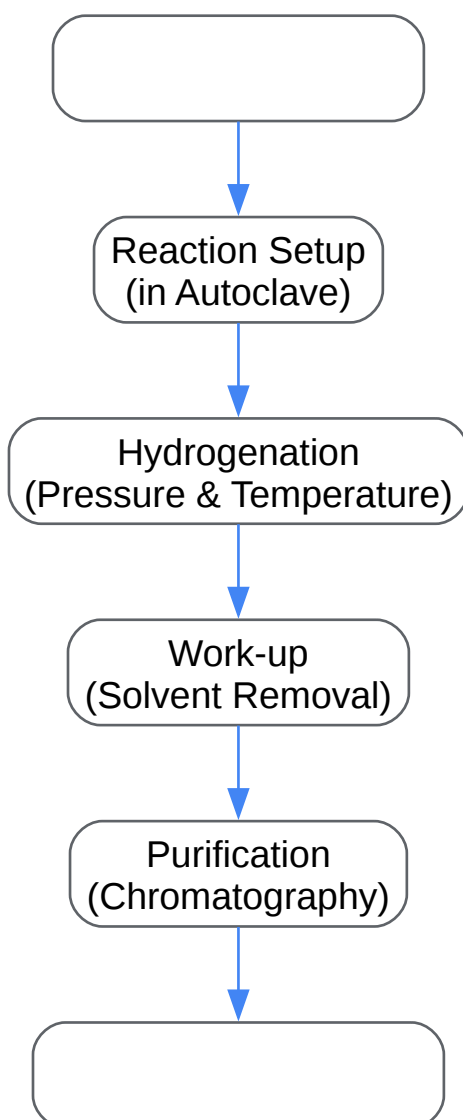 Reaction Setup
(in Autoclave)
Hydrogenation
(Pressure & Temperature)
Work-up
(Solvent Removal)
Purification
(Chromatography)